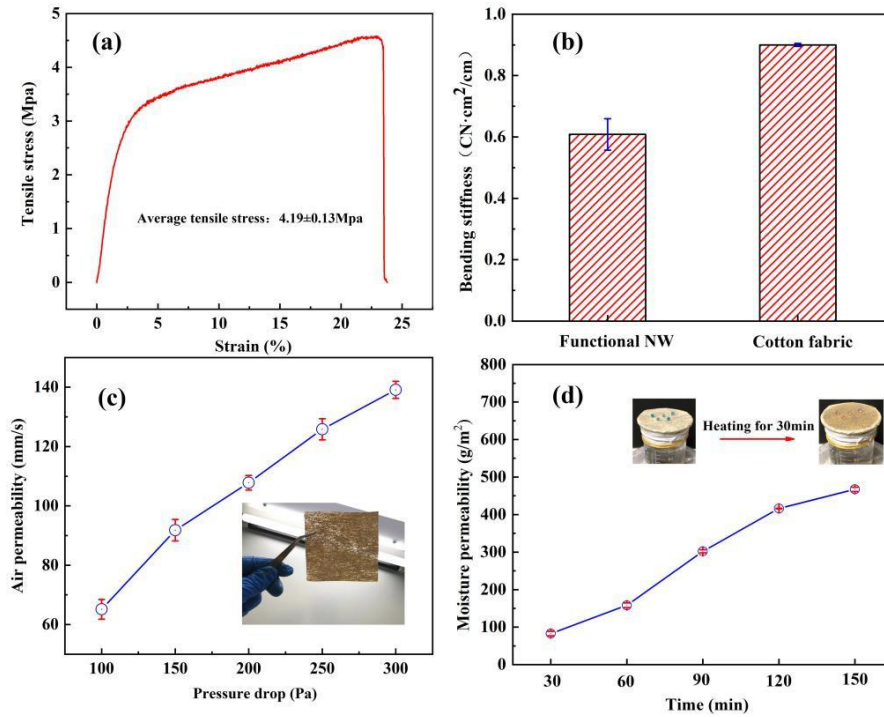 (a)
Tensile stress (Mpa)
5
4
3
2
1
0
Average tensile stress: 4.19±0.13Mpa
0 5 10 15 20 25
Strain (%)
(b)
Bending stiffness（CN·cm²/cm）
1.0
0.8
0.6
0.4
0.2
0.0
Functional NW Cotton fabric
(c)
Air permeability (mm/s)
140
120
100
80
60
100 150 200 250 300
Pressure drop (Pa)
(d)
Moisture permeability (g/m²)
800
700
600
500
400
300
200
100
0
Heating for 30min
30 60 90 120 150
Time (min)